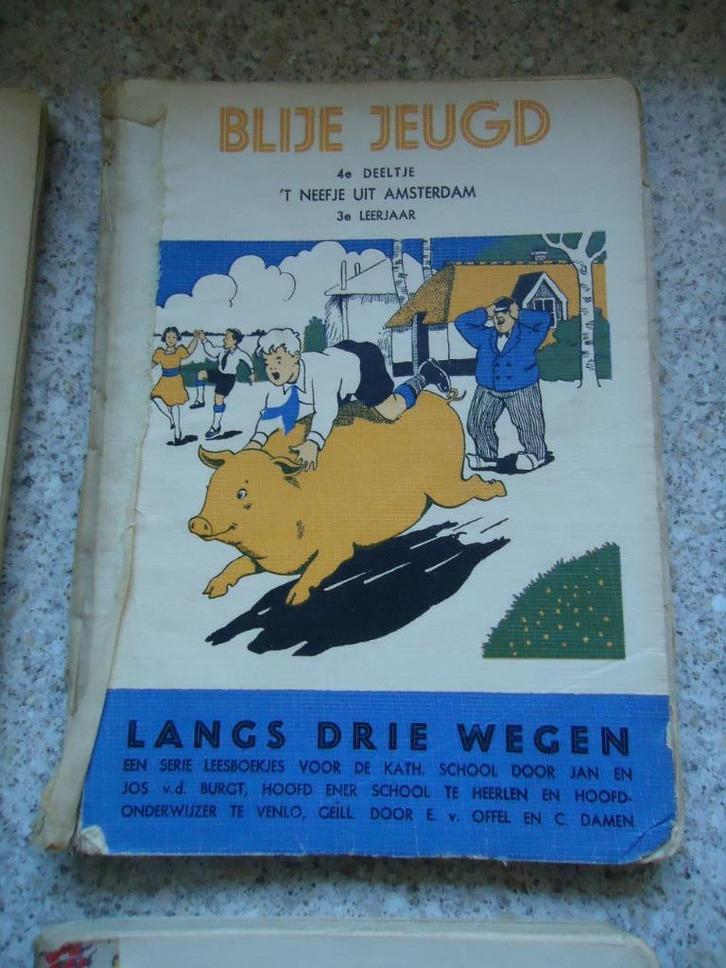 BLIJE JEUGD
4e DEELTJE
'T NEEFJE UIT AMSTERDAM
3e LEERJAAR
LANGS DRIE WEGEN
EEN SERIE LEESBOEKJES VOOR DE KATH. SCHOOL DOOR JAN EN
JOS v.d. BURGT, HOOFD ENER SCHOOL TE HEERLEN EN HOOFD-
ONDERWIJZER TE VENLO, GEILL. DOOR E. v. OFFEL EN C. DAMEN